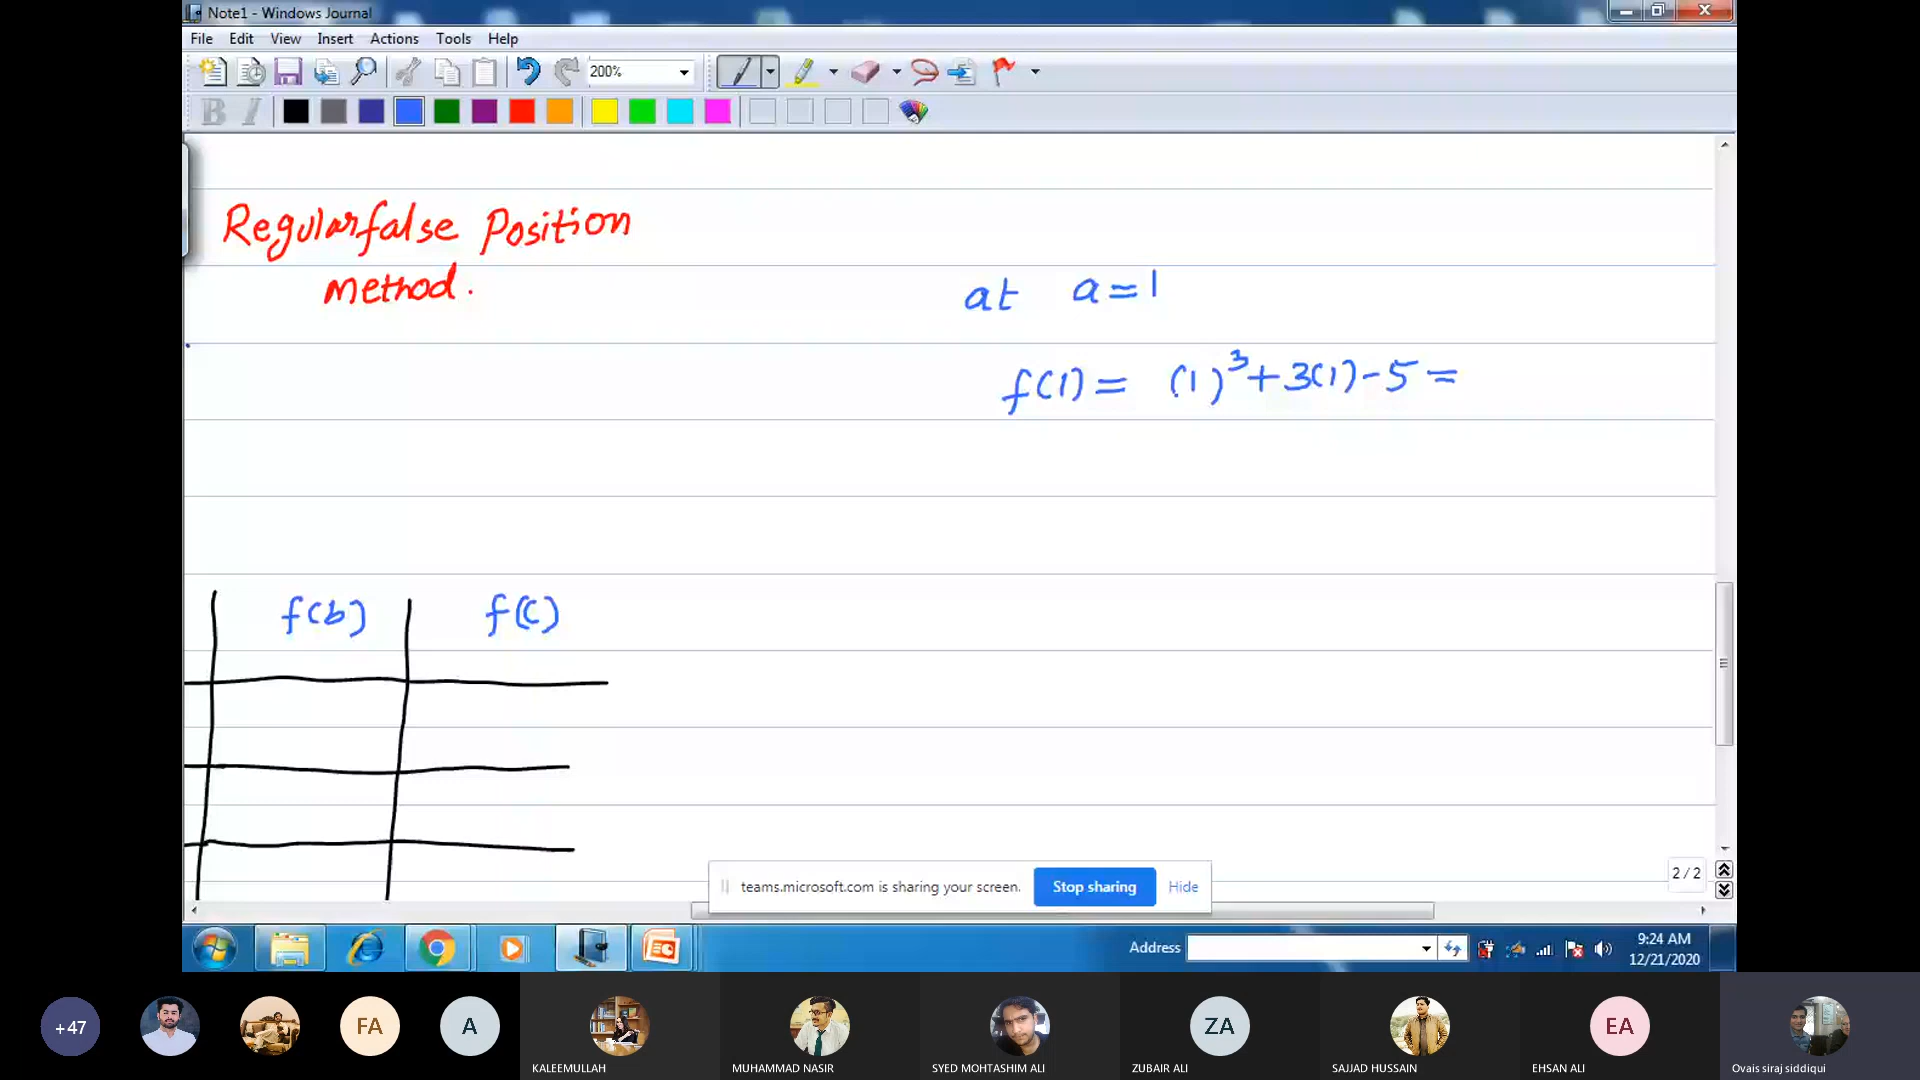 Note1 - Windows Journal
File Edit View Insert Actions Tools Help
200%
B I
Regularfalse Position
method.
at a=1
f(1) = (1)³+3(1)-5=
f(b) f(c)
teams.microsoft.com is sharing your screen. Stop sharing Hide
2 / 2
Address
9:24 AM
12/21/2020
+47 FA A ZA EA
KALEEMULLAH MUHAMMAD NASIR SYED MOHTASHIM ALI ZUBAIR ALI SAJJAD HUSSAIN EHSAN ALI Ovais siraj siddiqui